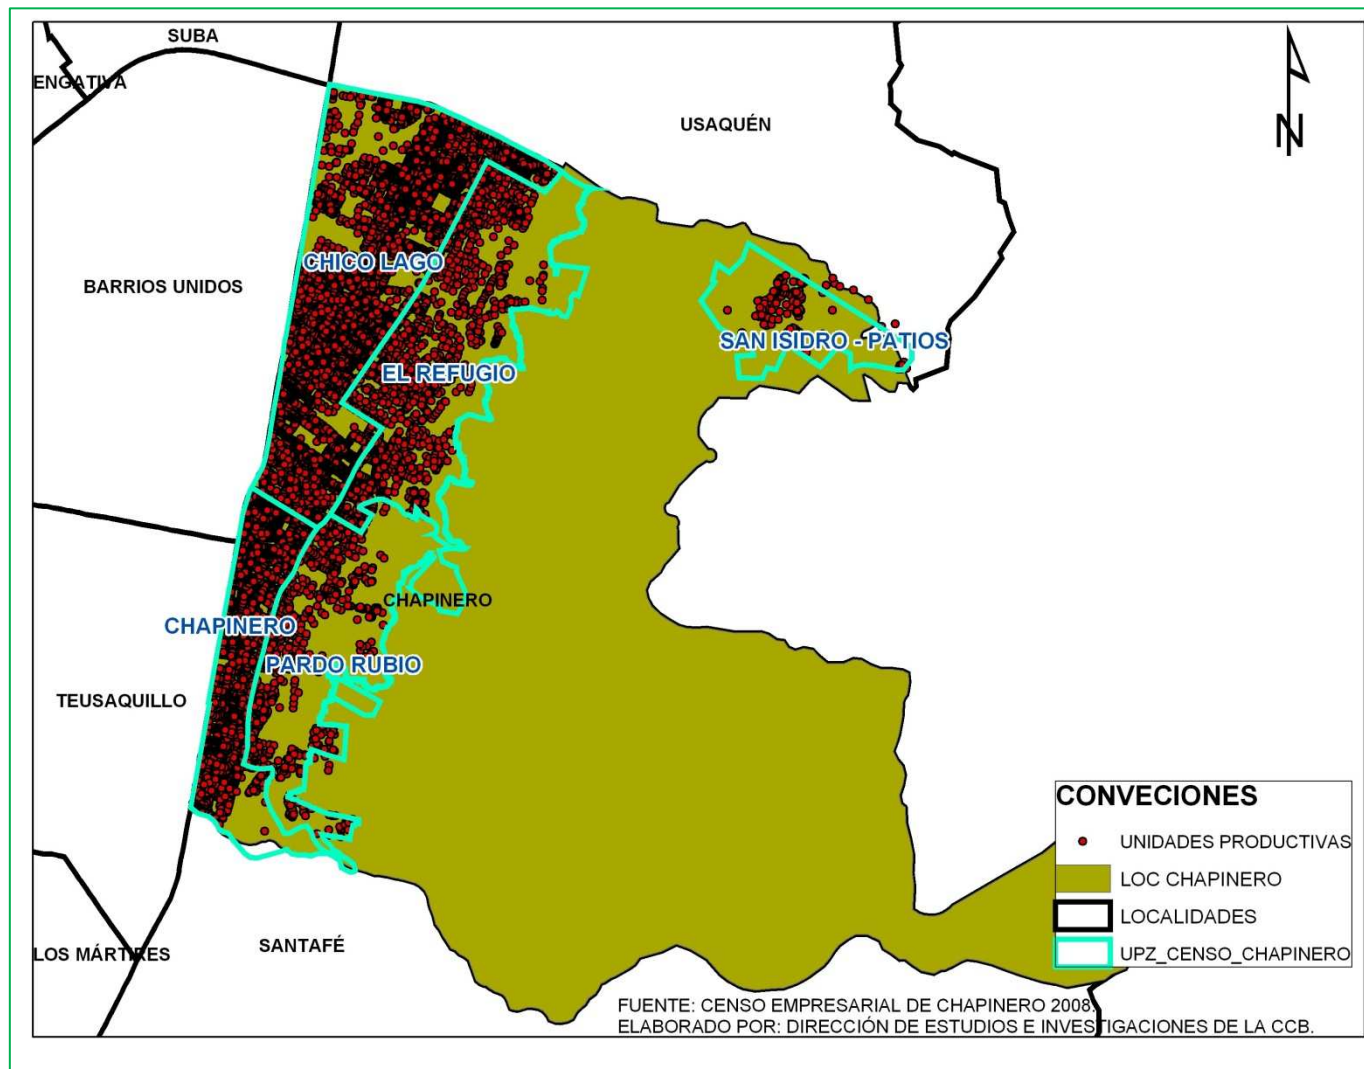 SUBA
ENGATIVA
USAQUÉN
N
CHICO LAGO
BARRIOS UNIDOS
SAN ISIDRO - PATIOS
EL REFUGIO
CHAPINERO
CHAPINERO
PARDO RUBIO
TEUSAQUILLO
CONVECIONES
UNIDADES PRODUCTIVAS
LOC CHAPINERO
LOCALIDADES
UPZ_CENSO_CHAPINERO
SANTAFÉ
LOS MÁRTIRES
FUENTE: CENSO EMPRESARIAL DE CHAPINERO 2008.
ELABORADO POR: DIRECCIÓN DE ESTUDIOS E INVESTIGACIONES DE LA CCB.